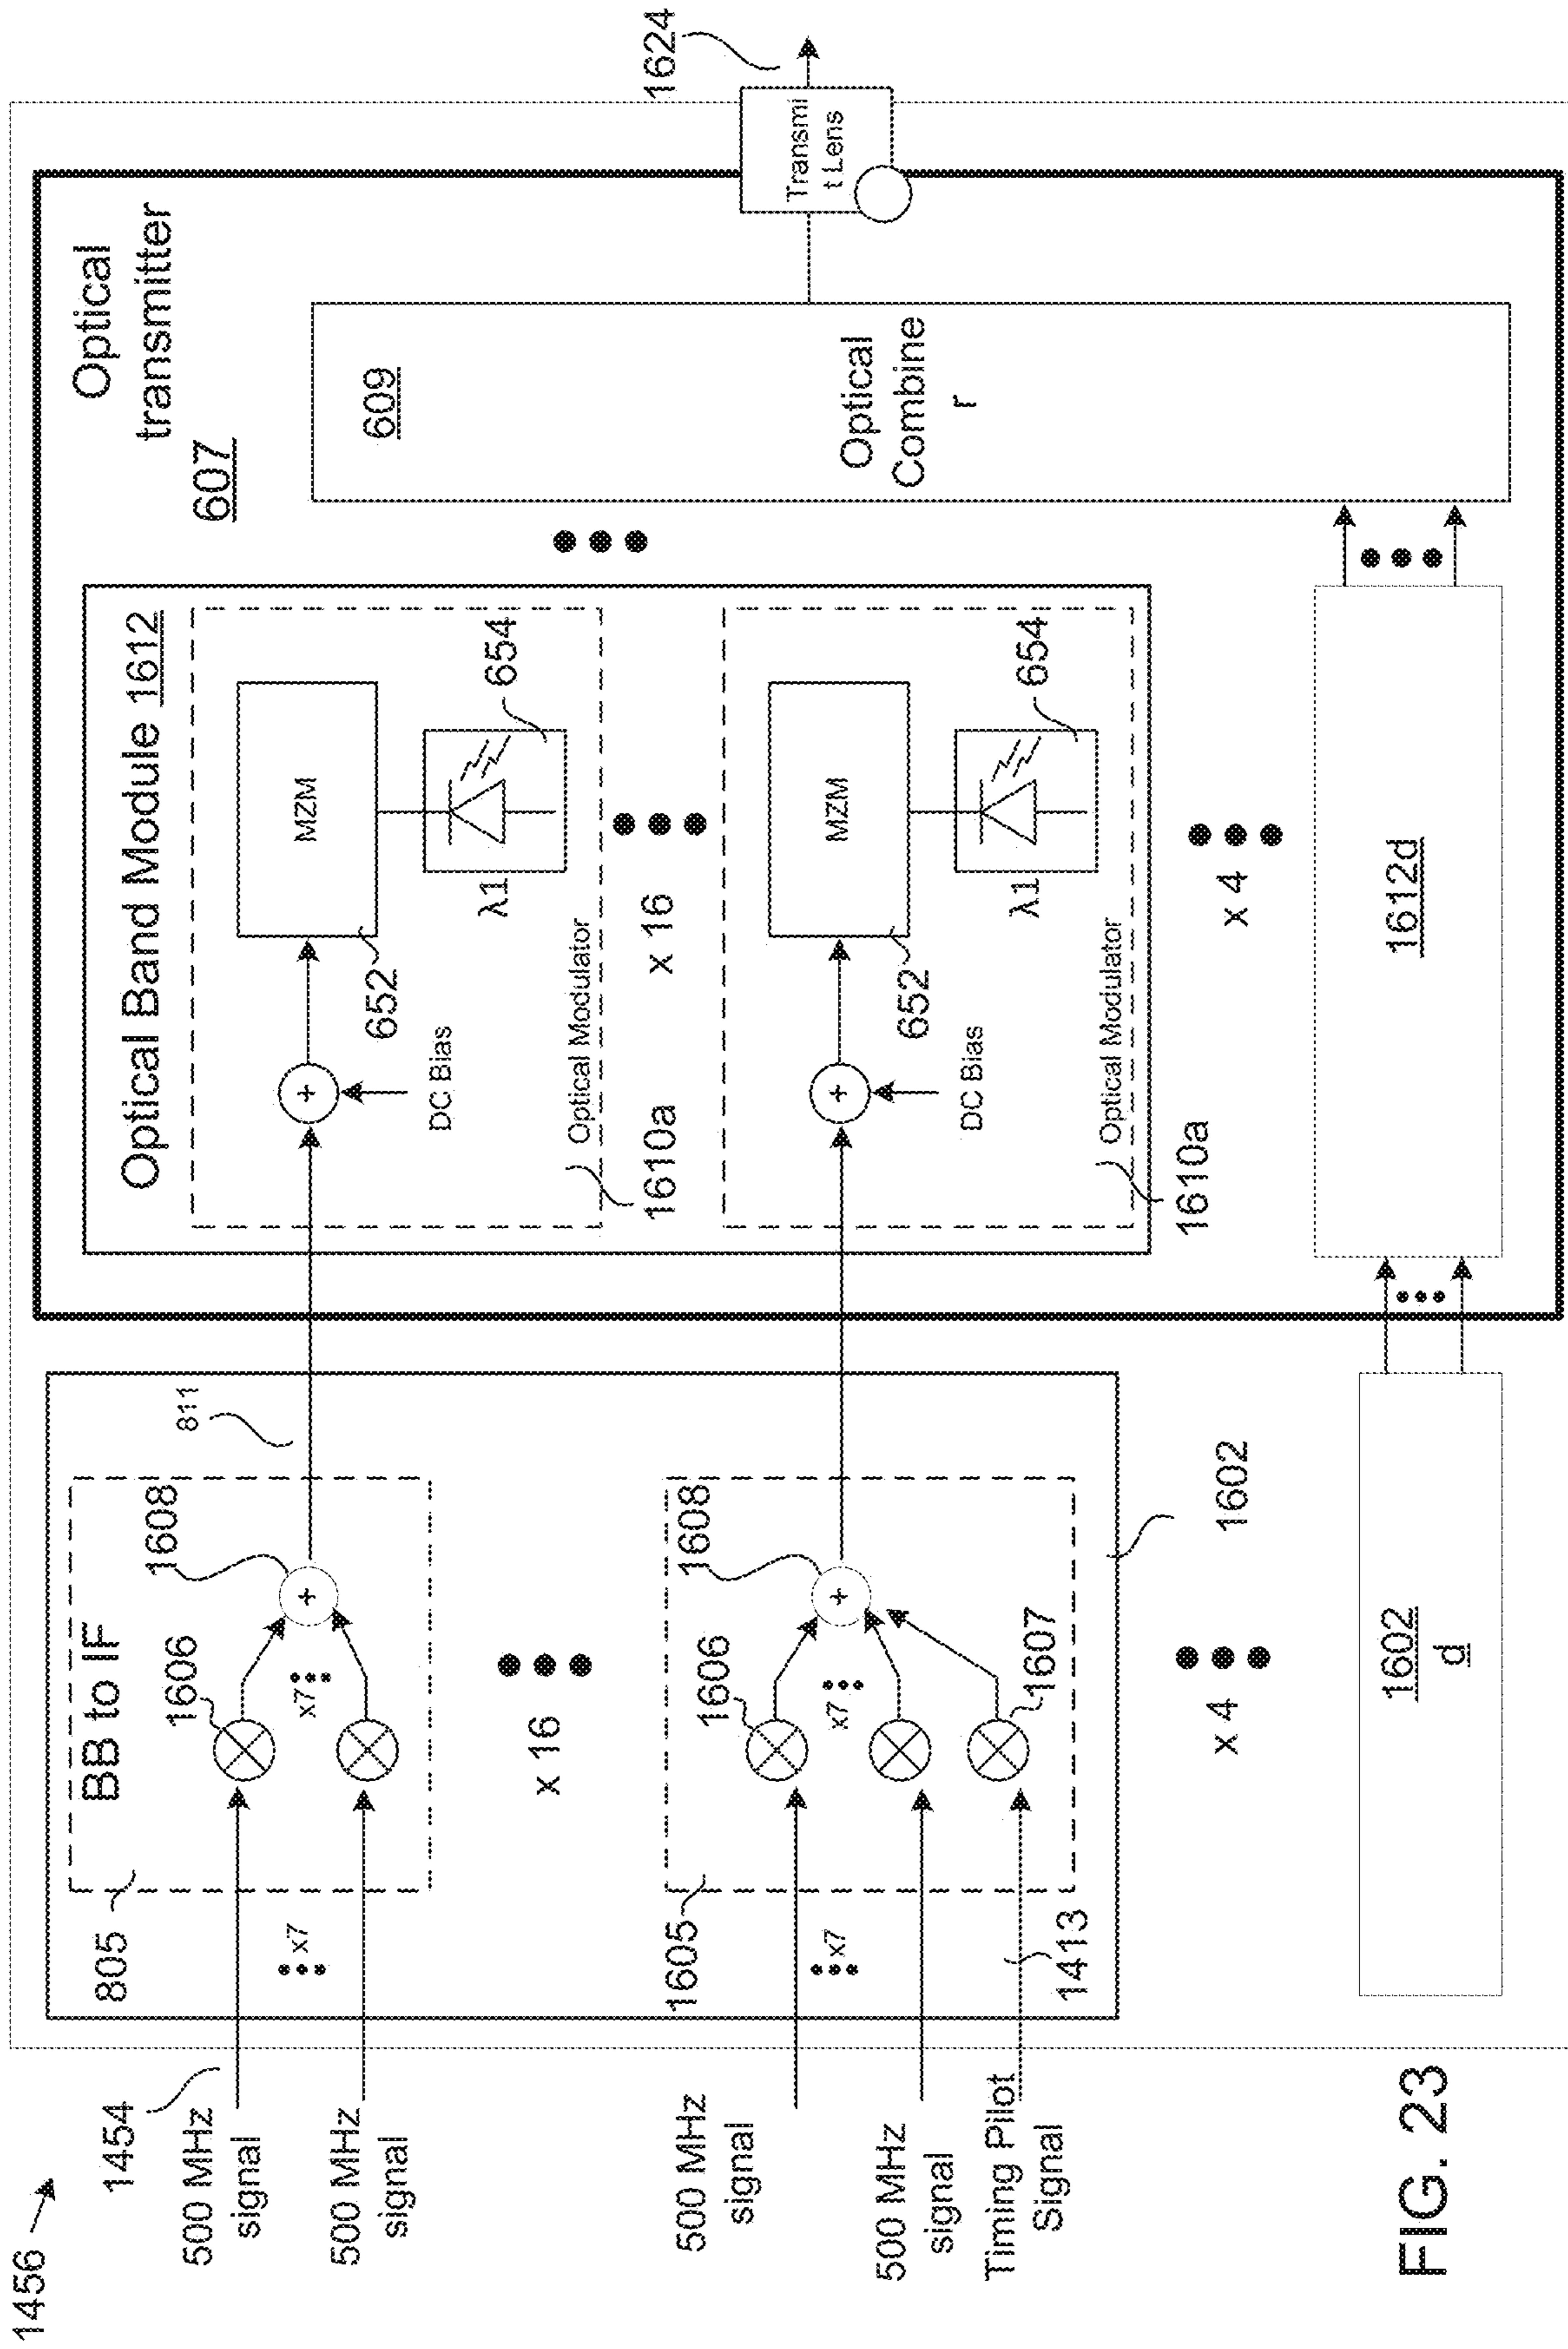 1456
1454
500 MHz
signal
500 MHz
signal
500 MHz
signal
500 MHz
signal
Timing Pilot
Signal
805
x7
BB to IF
1606
x7
1608
811
x 16
1605
x7
1413
1606
x7
1608
1607
1602
x 4
1602
d
Optical
transmitter
607
Optical Band Module 1612
MZM
652
654
λ1
DC Bias
Optical Modulator
1610a
x 16
MZM
652
654
λ1
DC Bias
Optical Modulator
1610a
x 4
1612d
609
Optical
Combine
r
Transmi
t Lens
1624
FIG. 23